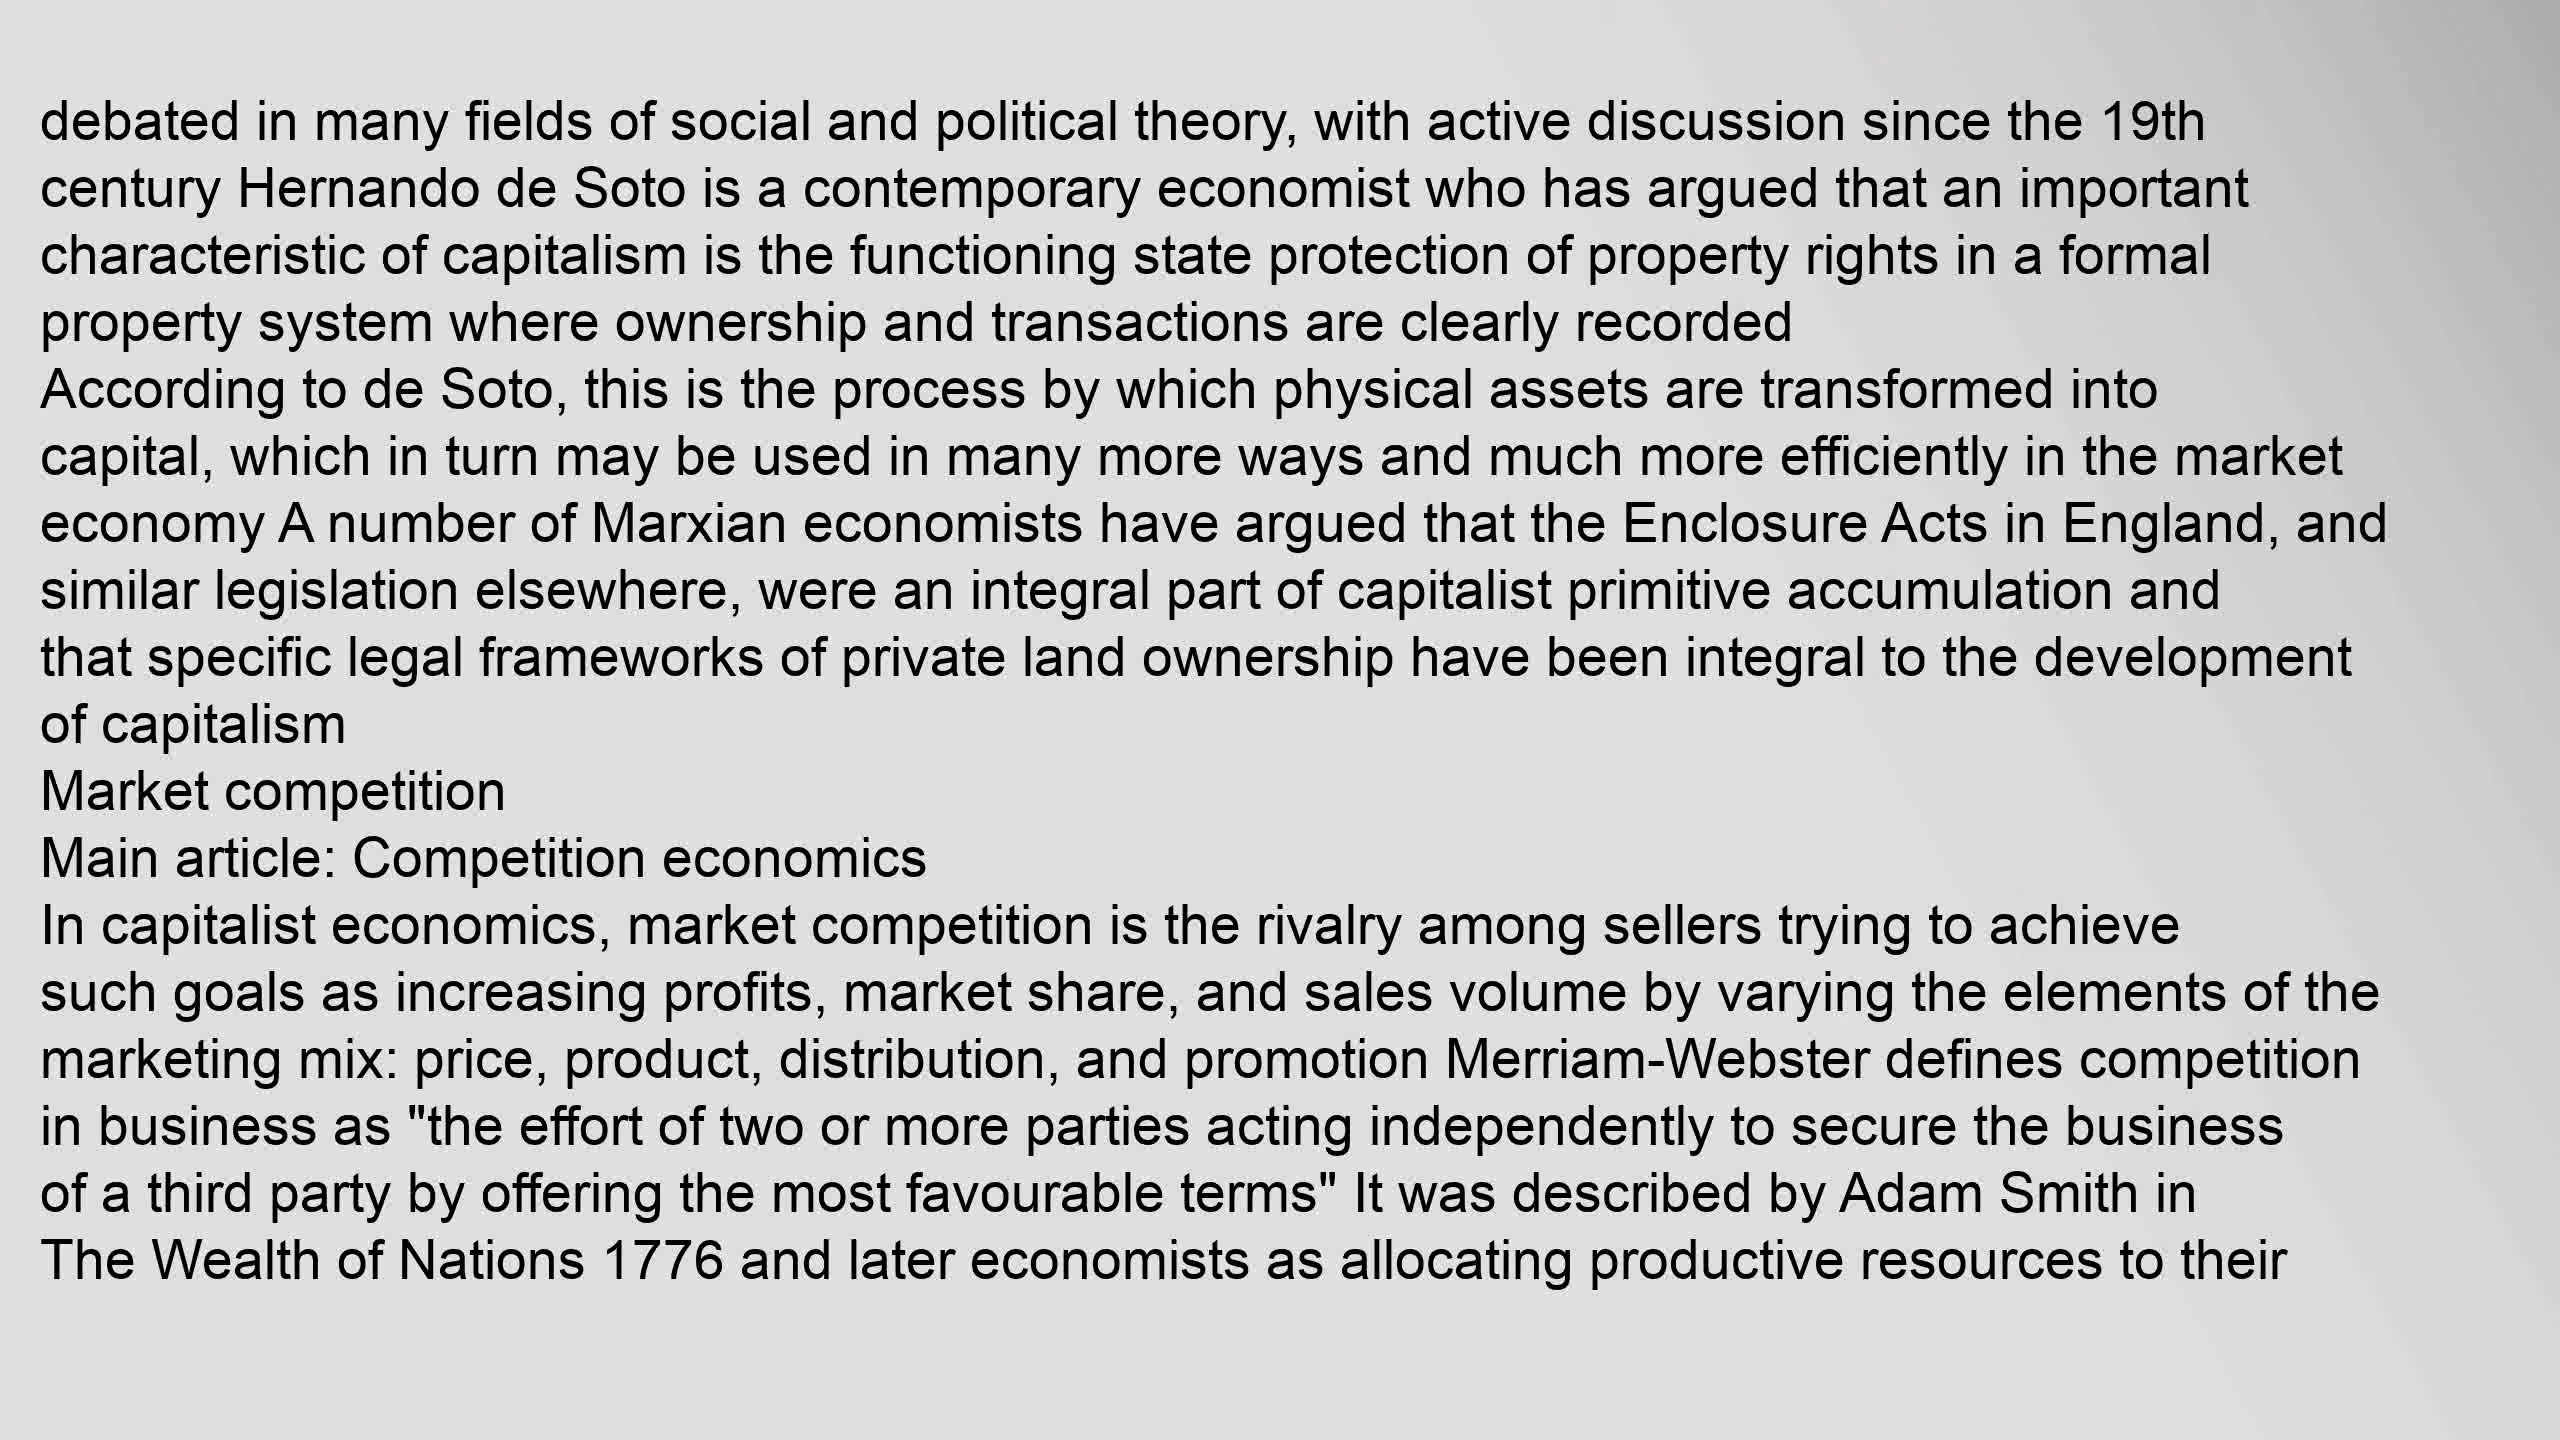 debated in many fields of social and political theory, with active discussion since the 19th
century Hernando de Soto is a contemporary economist who has argued that an important
characteristic of capitalism is the functioning state protection of property rights in a formal
property system where ownership and transactions are clearly recorded
According to de Soto, this is the process by which physical assets are transformed into
capital, which in turn may be used in many more ways and much more efficiently in the market
economy A number of Marxian economists have argued that the Enclosure Acts in England, and
similar legislation elsewhere, were an integral part of capitalist primitive accumulation and
that specific legal frameworks of private land ownership have been integral to the development
of capitalism
Market competition
Main article: Competition economics
In capitalist economics, market competition is the rivalry among sellers trying to achieve
such goals as increasing profits, market share, and sales volume by varying the elements of the
marketing mix: price, product, distribution, and promotion Merriam-Webster defines competition
in business as "the effort of two or more parties acting independently to secure the business
of a third party by offering the most favourable terms" It was described by Adam Smith in
The Wealth of Nations 1776 and later economists as allocating productive resources to their